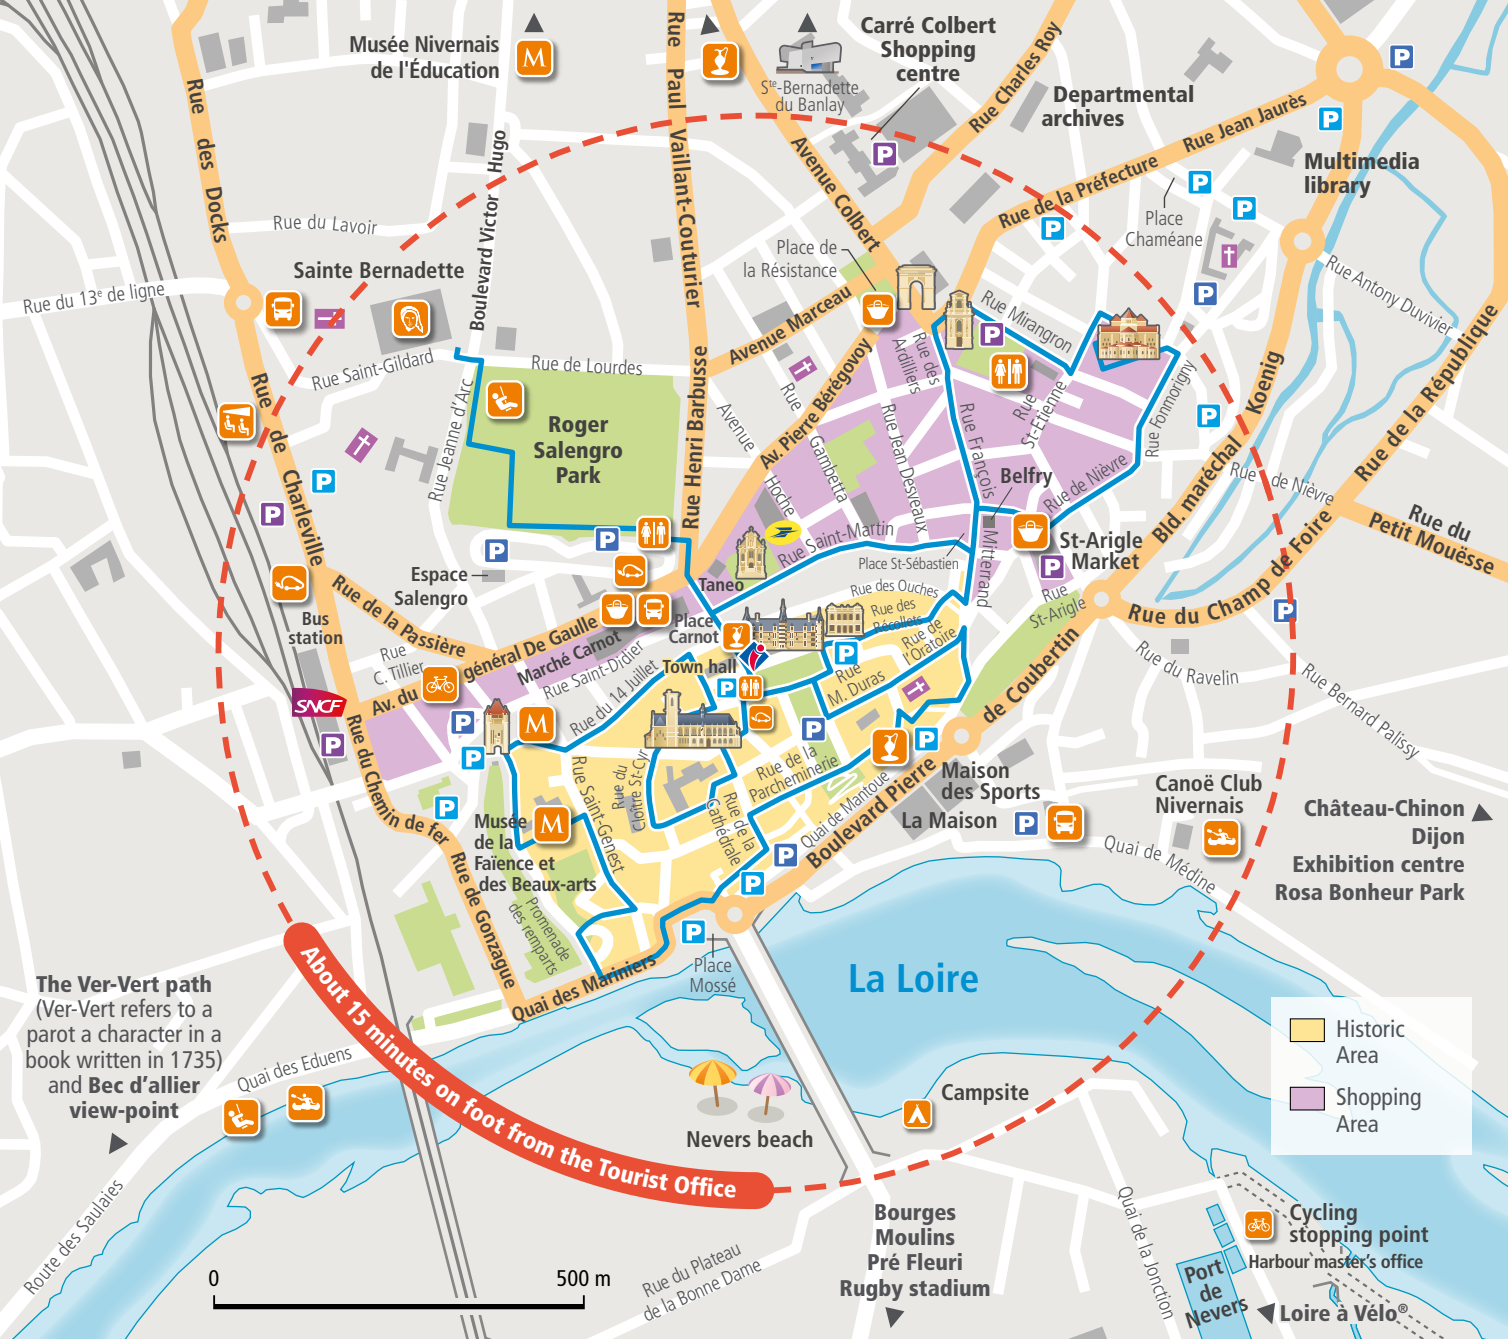 Musée Nivernais
de l'Éducation
M
Rue Paul Vaillant-Couturier
Carré Colbert
Shopping
centre
Ste-Bernadette
du Banlay
P
Rue Charles Roy
Departmental
archives
Rue Jean Jaurès
P
P
Multimedia
library
Rue des Docks
Boulevard Victor Hugo
Avenue Colbert
Rue de la Préfecture
P
P
P
Place
Chaméane
Rue du Lavoir
Sainte Bernadette
Place de
la Résistance
Rue du 13e de ligne
Rue Antony Duvivier
P
Rue Mirangron
P
Avenue Marceau
Rue Saint-Gildard
Rue de Lourdes
Rue des
Ardilliers
Rue de la République
Rue Jeanne d'Arc
Roger
Salengro
Park
Rue Henri Barbusse
Avenue
Hoche
Rue
Gambetta
Av. Pierre Bérégovoy
Rue Jean Desveaux
Rue François
Mitterrand
Rue
St-Etienne
Rue Fonmorigny
P
Bld. maréchal Koenig
Rue de Charleville
P
P
Belfry
Rue de Nièvre
Rue de Nièvre
Rue du
Petit Mouësse
P
P
Espace
Salengro
Rue Saint-Martin
Place St-Sébastien
St-Arigle
Market
P
Taneo
Rue des Ouches
Rue des
Récollets
Rue de
l'Oratoire
Rue
St-Arigle
Rue du Champ de Foire
P
Bus
station
Rue de la Passière
Rue
C. Tillier
Av. du général De Gaulle
Marché Carnot
Rue Saint-Didier
Rue du 14 Juillet
Place
Carnot
Town hall
P
P
Rue
M. Duras
Rue du Ravelin
Rue Bernard Palissy
SNCF
P
P
P
M
P
P
Boulevard Pierre de Coubertin
Rue du Chemin de fer
Rue de la
Parcheminerie
Quai de Mantoue
Maison
des Sports
La Maison
P
Canoë Club
Nivernais
Quai de Médine
Château-Chinon
Dijon
Exhibition centre
Rosa Bonheur Park
P
Musée
de la
Faïence et
des Beaux-arts
M
Rue Saint-Genest
Rue du
Cloître St-Cyr
Rue de la
Cathédrale
P
P
Rue de Gonzague
Promenade
des remparts
P
Place
Mossé
Quai des Mariniers
La Loire
The Ver-Vert path
(Ver-Vert refers to a
parot a character in a
book written in 1735)
and Bec d'allier
view-point
Quai des Eduens
About 15 minutes on foot from the Tourist Office
Historic
Area
Shopping
Area
Campsite
Nevers beach
Route des Saulaies
0
500 m
Rue du Plateau
de la Bonne Dame
Bourges
Moulins
Pré Fleuri
Rugby stadium
Quai de la Jonction
Cycling
stopping point
Harbour master's office
Port
de
Nevers
Loire à Vélo®